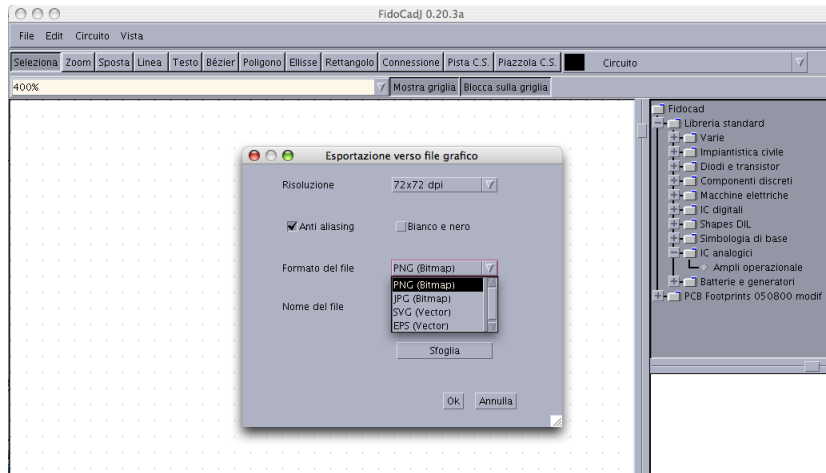 FidoCadJ 0.20.3a
File Edit Circuito Vista
Seleziona Zoom Sposta Linea Testo Bézier Poligono Ellisse Rettangolo Connessione Pista C.S. Piazzola C.S. Circuito
400% Mostra griglia Blocca sulla griglia
Fidocad
Libreria standard
Varie
Impiantistica civile
Diodi e transistor
Componenti discreti
Macchine elettriche
IC digitali
Shapes DIL
Simbologia di base
IC analogici
Ampli operazionale
Batterie e generatori
PCB Footprints 050800 modif
Esportazione verso file grafico
Risoluzione 72x72 dpi
Anti aliasing Bianco e nero
Formato del file PNG (Bitmap)
PNG (Bitmap)
JPG (Bitmap)
SVG (Vector)
EPS (Vector)
Nome del file
Sfoglia
Ok Annulla